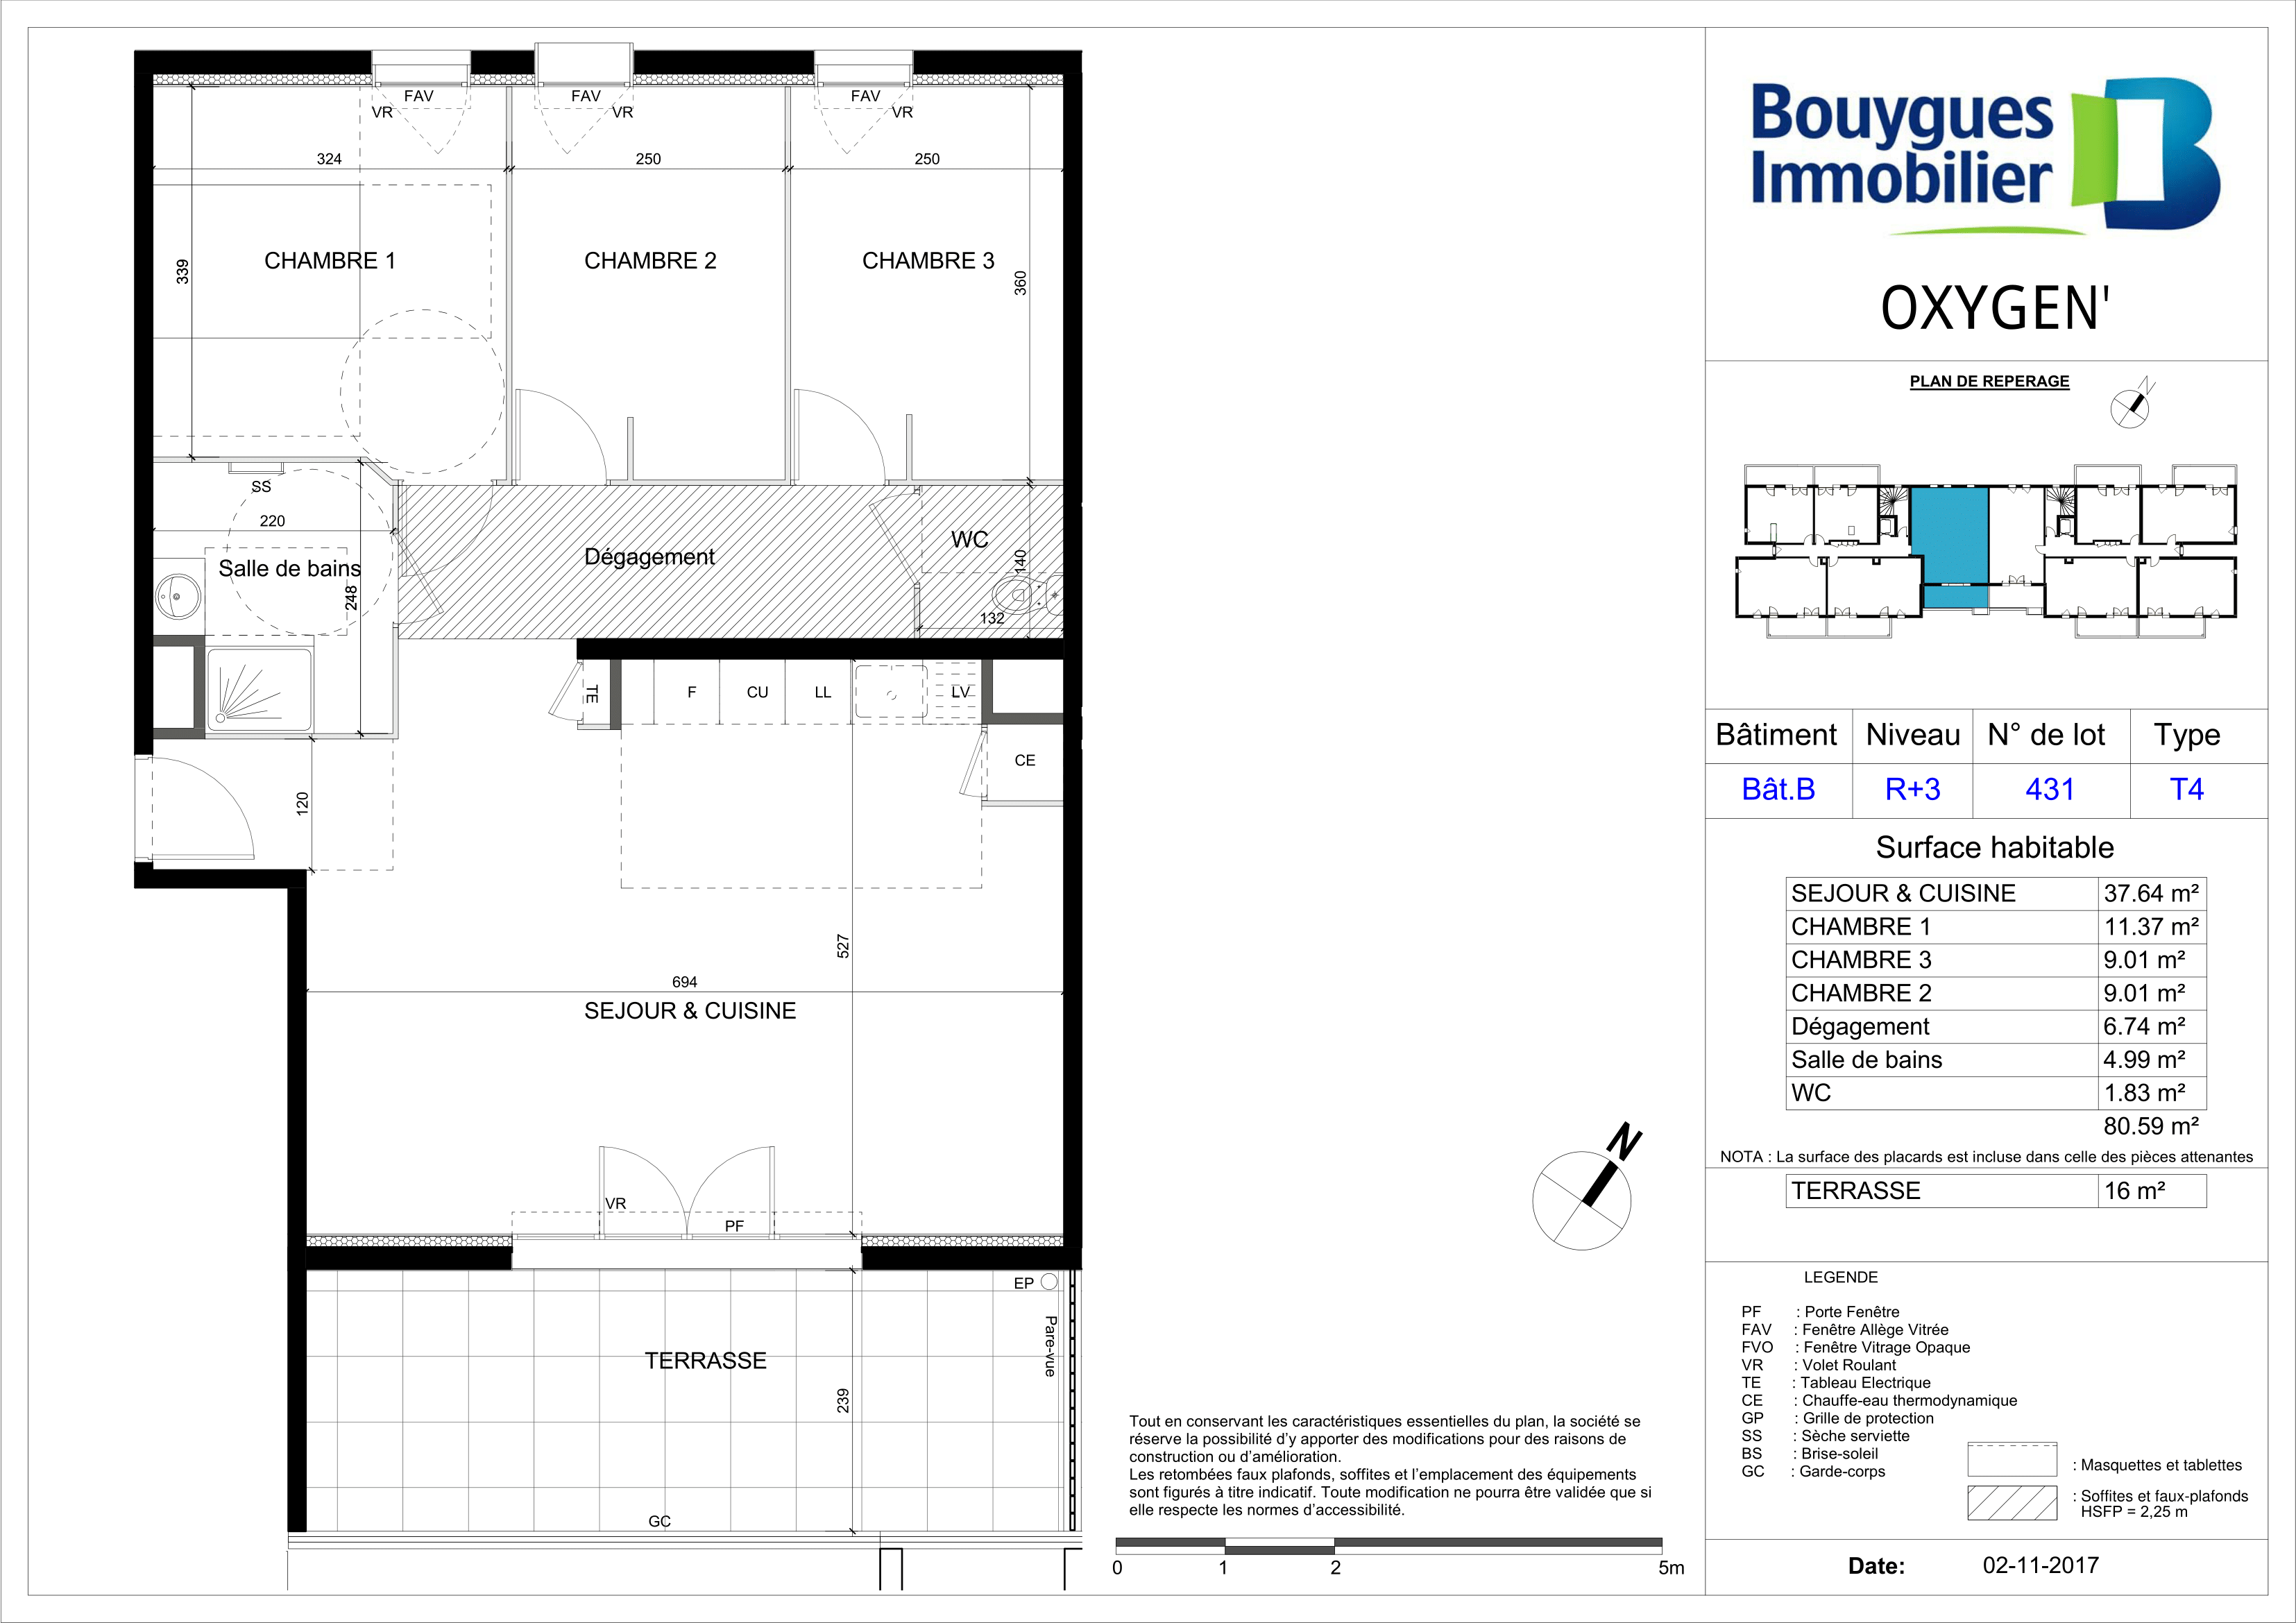 FAV
VR
FAV
VR
FAV
VR
324
250
250
339
CHAMBRE 1
CHAMBRE 2
CHAMBRE 3
360
SS
220
Salle de bains
248
Dégagement
WC
140
132
TE
F
CU
LL
LV
CE
120
527
694
SEJOUR & CUISINE
VR
PF
EP
Pare-vue
TERRASSE
239
GC
N
Tout en conservant les caractéristiques essentielles du plan, la société se
réserve la possibilité d'y apporter des modifications pour des raisons de
construction ou d'amélioration.
Les retombées faux plafonds, soffites et l'emplacement des équipements
sont figurés à titre indicatif. Toute modification ne pourra être validée que si
elle respecte les normes d'accessibilité.
0 1 2 5m
Bouygues
Immobilier
OXYGEN'
PLAN DE REPERAGE
N
Bâtiment Niveau N° de lot Type
Bât.B R+3 431 T4
Surface habitable
SEJOUR & CUISINE 37.64 m²
CHAMBRE 1 11.37 m²
CHAMBRE 3 9.01 m²
CHAMBRE 2 9.01 m²
Dégagement 6.74 m²
Salle de bains 4.99 m²
WC 1.83 m²
80.59 m²
NOTA : La surface des placards est incluse dans celle des pièces attenantes
TERRASSE 16 m²
LEGENDE
PF : Porte Fenêtre
FAV : Fenêtre Allège Vitrée
FVO : Fenêtre Vitrage Opaque
VR : Volet Roulant
TE : Tableau Electrique
CE : Chauffe-eau thermodynamique
GP : Grille de protection
SS : Sèche serviette
BS : Brise-soleil
GC : Garde-corps
: Masquettes et tablettes
: Soffites et faux-plafonds
HSFP = 2,25 m
Date: 02-11-2017